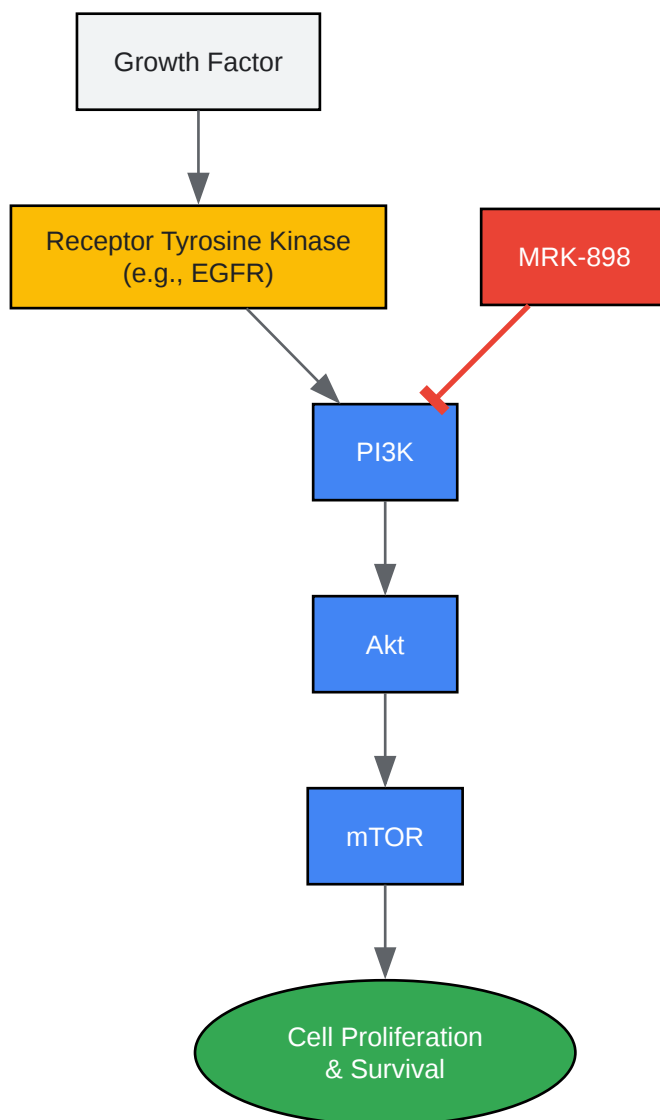 Growth Factor
Receptor Tyrosine Kinase
(e.g., EGFR)
MRK-898
PI3K
Akt
mTOR
Cell Proliferation
& Survival